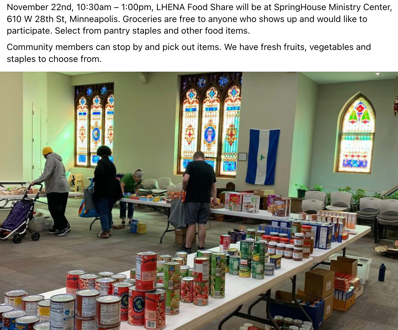 November 22nd, 10:30am – 1:00pm, LHENA Food Share will be at SpringHouse Ministry Center,
610 W 28th St, Minneapolis. Groceries are free to anyone who shows up and would like to
participate. Select from pantry staples and other food items.
Community members can stop by and pick out items. We have fresh fruits, vegetables and
staples to choose from.